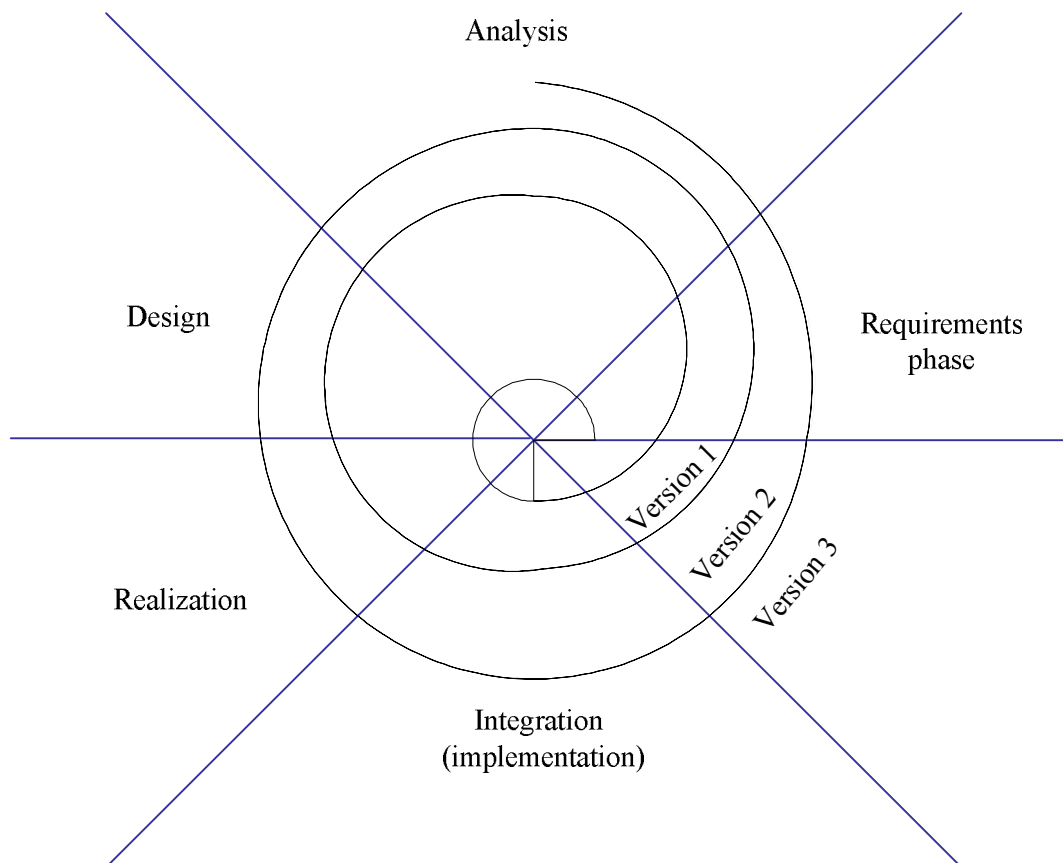 Analysis
Design
Requirements
phase
Version 1
Version 2
Version 3
Realization
Integration
(implementation)